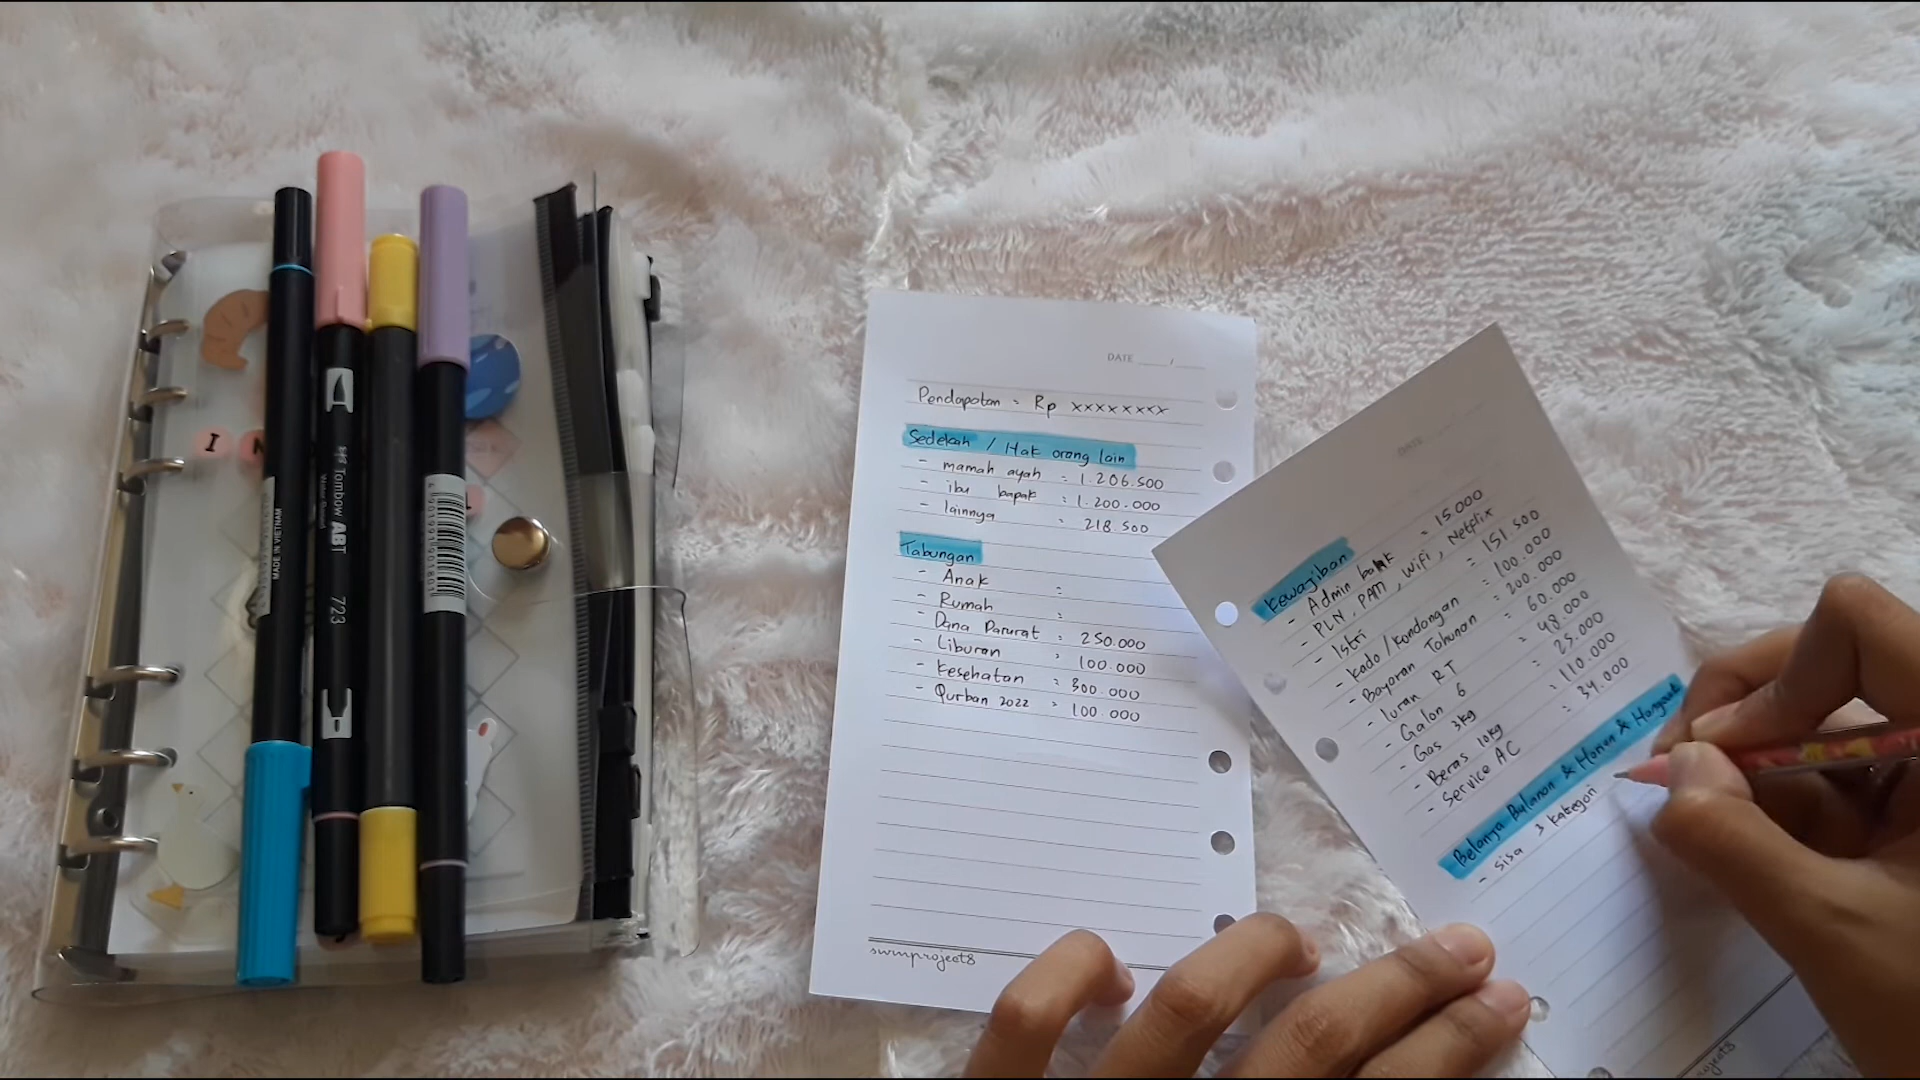 MADE IN VIETNAM
Tombow ABT
723
4901991901801
I
DATE
Pendapatan = Rp xxxxxxxx
Sedekah / Hak orang lain
- mamah ayah = 1.206.500
- ibu bapak = 1.200.000
- lainnya = 218.500
Tabungan
- Anak :
- Rumah :
- Dana Darurat : 250.000
- Liburan : 100.000
- Kesehatan : 300.000
- Qurban 2022 = 100.000
swmprojects
DATE
Kewajiban
- Admin bank = 15.000
- PLN, PAM, Wifi, Netflix
- Istri = 151.500
- Kado/Kondangan = 100.000
- Bayaran Tahunan = 200.000
- Iuran RT = 60.000
- Galon 6 = 48.000
- Gas 3kg = 25.000
- Beras 10kg = 110.000
- Service AC = 34.000
Belanja Bulanan & Harian &
- sisa 3 kategori